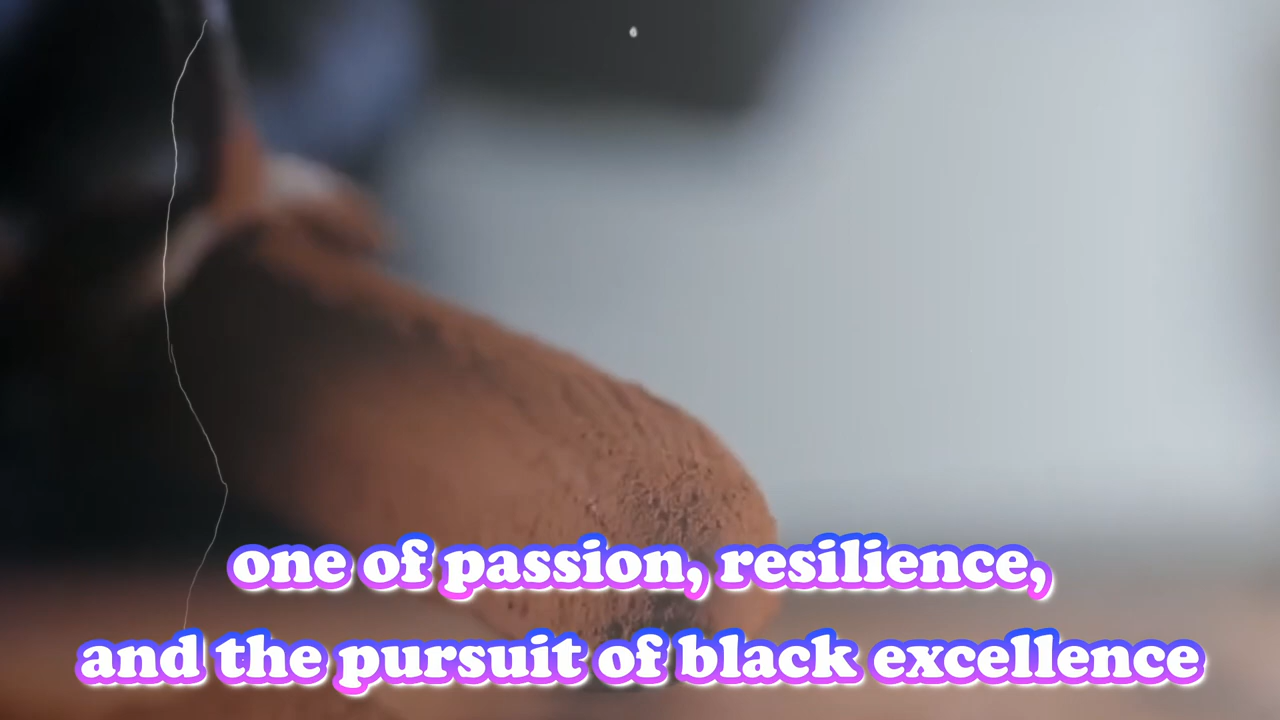 one of passion, resilience,
and the pursuit of black excellence